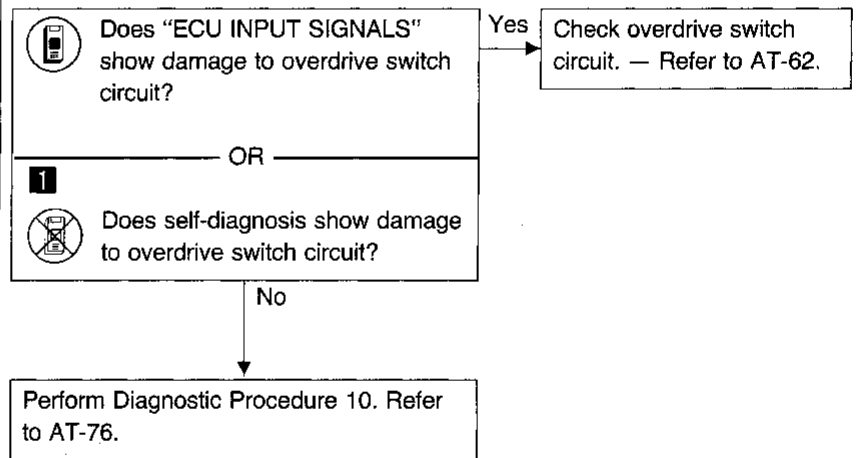 Does “ECU INPUT SIGNALS”
show damage to overdrive switch
circuit?
Yes
Check overdrive switch
circuit. — Refer to AT-62.
OR
1
Does self-diagnosis show damage
to overdrive switch circuit?
No
Perform Diagnostic Procedure 10. Refer
to AT-76.